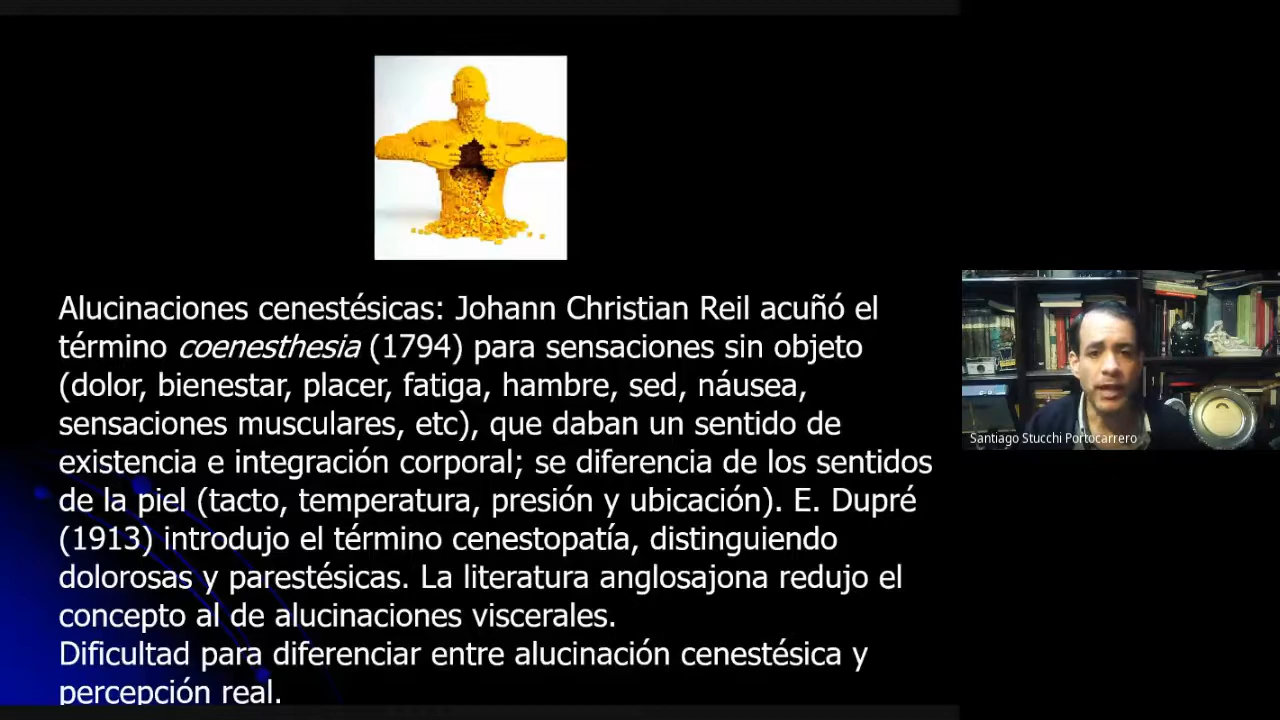 Alucinaciones cenestésicas: Johann Christian Reil acuñó el
término coenesthesia (1794) para sensaciones sin objeto
(dolor, bienestar, placer, fatiga, hambre, sed, náusea,
sensaciones musculares, etc), que daban un sentido de
existencia e integración corporal; se diferencia de los sentidos
de la piel (tacto, temperatura, presión y ubicación). E. Dupré
(1913) introdujo el término cenestopatía, distinguiendo
dolorosas y parestésicas. La literatura anglosajona redujo el
concepto al de alucinaciones viscerales.
Dificultad para diferenciar entre alucinación cenestésica y
percepción real.
Santiago Stucchi Portocarrero